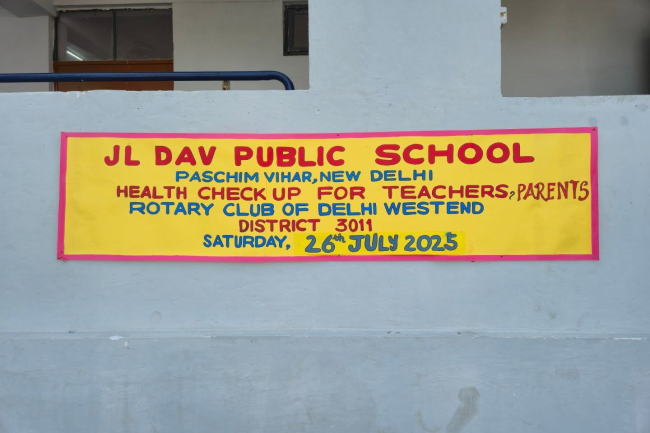 JL DAV PUBLIC SCHOOL
PASCHIM VIHAR, NEW DELHI
HEALTH CHECK UP FOR TEACHERS, PARENTS
ROTARY CLUB OF DELHI WESTEND
DISTRICT 3011
SATURDAY, 26th JULY 2025